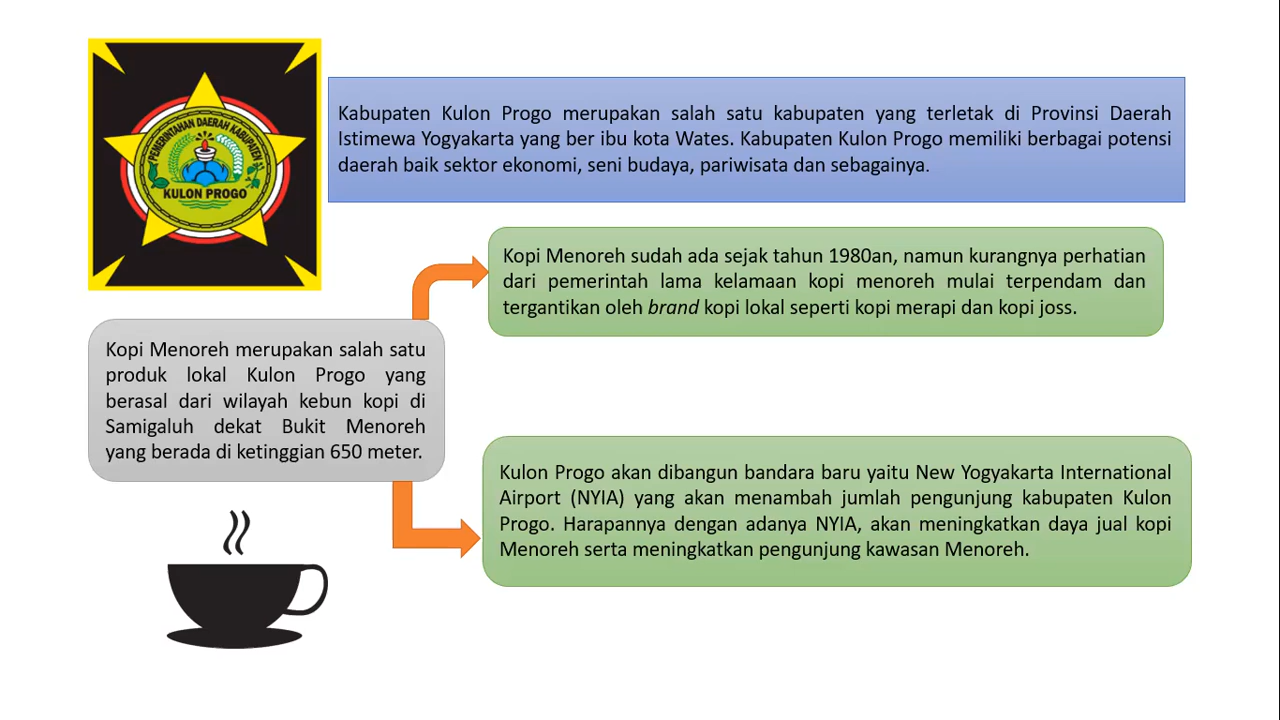 PEMERINTAHAN DAERAH KABUPATEN
KULON PROGO
Kabupaten Kulon Progo merupakan salah satu kabupaten yang terletak di Provinsi Daerah
Istimewa Yogyakarta yang ber ibu kota Wates. Kabupaten Kulon Progo memiliki berbagai potensi
daerah baik sektor ekonomi, seni budaya, pariwisata dan sebagainya.
Kopi Menoreh sudah ada sejak tahun 1980an, namun kurangnya perhatian
dari pemerintah lama kelamaan kopi menoreh mulai terpendam dan
tergantikan oleh brand kopi lokal seperti kopi merapi dan kopi joss.
Kopi Menoreh merupakan salah satu
produk lokal Kulon Progo yang
berasal dari wilayah kebun kopi di
Samigaluh dekat Bukit Menoreh
yang berada di ketinggian 650 meter.
Kulon Progo akan dibangun bandara baru yaitu New Yogyakarta International
Airport (NYIA) yang akan menambah jumlah pengunjung kabupaten Kulon
Progo. Harapannya dengan adanya NYIA, akan meningkatkan daya jual kopi
Menoreh serta meningkatkan pengunjung kawasan Menoreh.